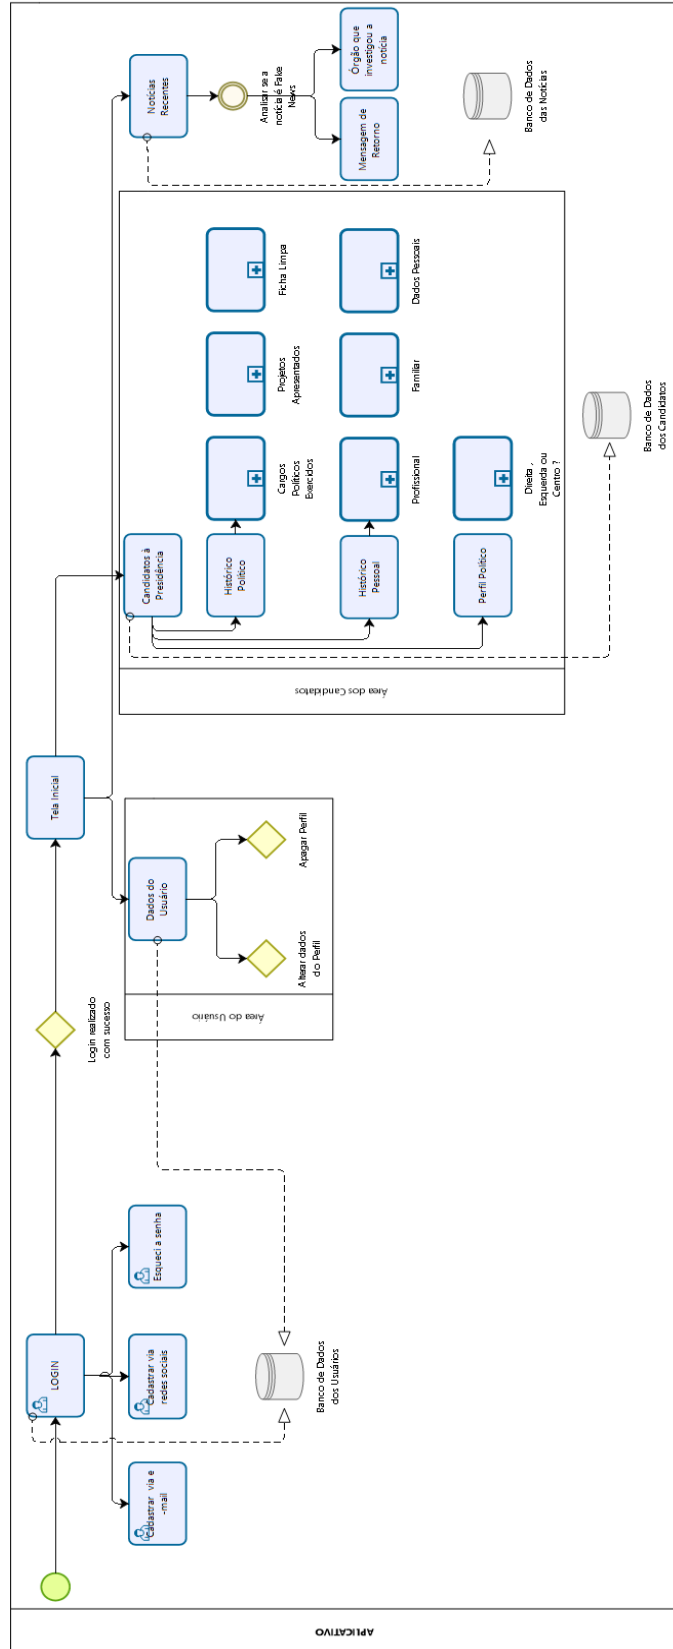 APLICATIVO
LOGIN
Cadastrar via e
-mail
Cadastrar via
redes sociais
Esqueci a senha
Banco de Dados
dos Usuários
Login realizado
com sucesso
Tela Inicial
Área do Usuário
Dados do
Usuário
Alterar dados
do Perfil
Apagar Perfil
Área dos Candidatos
Candidatos à
Presidência
Histórico
Político
Cargos
Políticos
Exercidos
Projetos
Apresentados
Ficha Limpa
Histórico
Pessoal
Profissional
Familiar
Dados Pessoais
Perfil Político
Direita ,
Esquerda ou
Centro ?
Banco de Dados
dos Candidatos
Notícias
Recentes
Analisar se a
notícia é Fake
News
Mensagem de
Retorno
Órgão que
investigou a
notícia
Banco de Dados
das Notícias